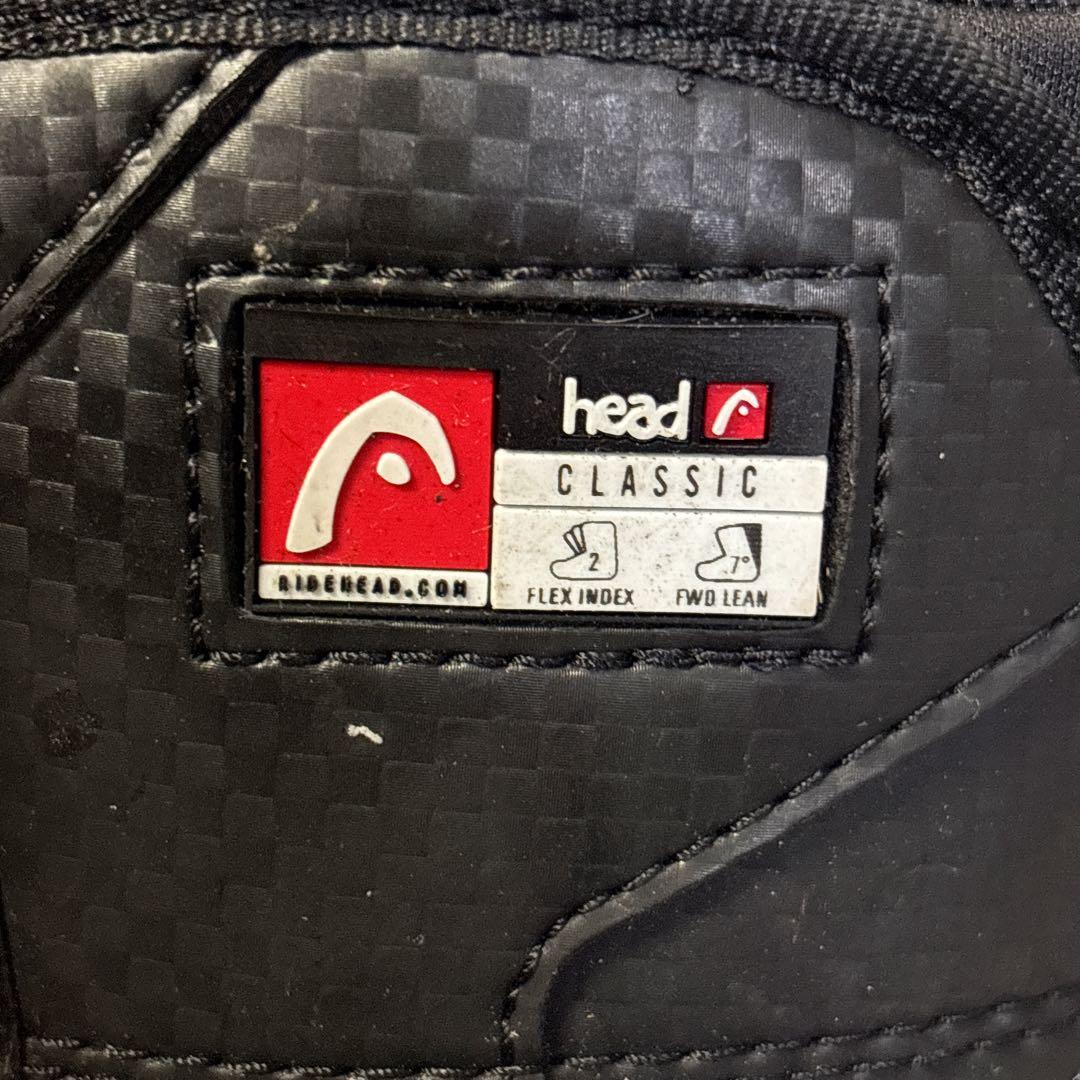 head
CLASSIC
2
7°
FLEX INDEX
FWD LEAN
RIDEHEAD.COM